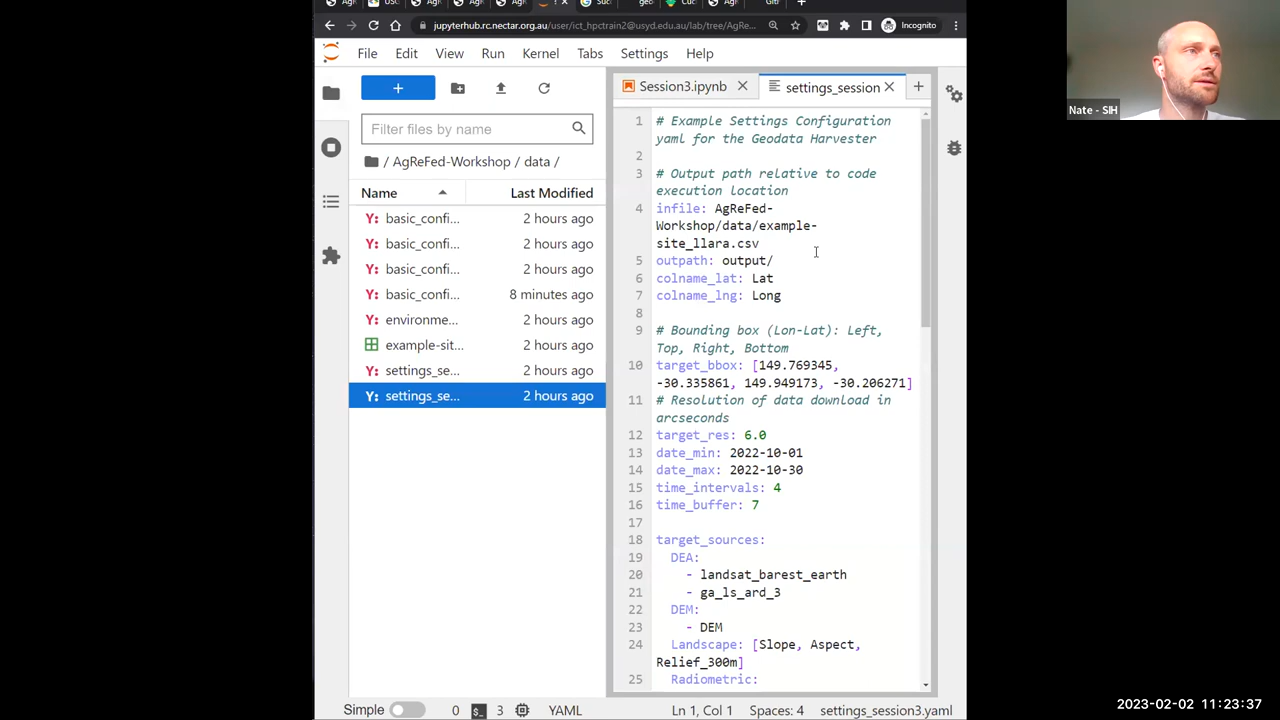 jupyterhub.rc.nectar.org.au/user/ict_hpctrain2@usyd.edu.au/lab/tree/AgRe...
Incognito
File Edit View Run Kernel Tabs Settings Help
+
Session3.ipynb
settings_session
Filter files by name
/ AgReFed-Workshop / data /
Name Last Modified
Y: basic_confi... 2 hours ago
Y: basic_confi... 2 hours ago
Y: basic_confi... 2 hours ago
Y: basic_confi... 8 minutes ago
Y: environme... 2 hours ago
example-sit... 2 hours ago
Y: settings_se... 2 hours ago
Y: settings_se... 2 hours ago
1 # Example Settings Configuration
yaml for the Geodata Harvester
2
3 # Output path relative to code
execution location
4 infile: AgReFed-
Workshop/data/example-
site_llara.csv
5 outpath: output/
6 colname_lat: Lat
7 colname_lng: Long
8
9 # Bounding box (Lon-Lat): Left,
Top, Right, Bottom
10 target_bbox: [149.769345,
-30.335861, 149.949173, -30.206271]
11 # Resolution of data download in
arcseconds
12 target_res: 6.0
13 date_min: 2022-10-01
14 date_max: 2022-10-30
15 time_intervals: 4
16 time_buffer: 7
17
18 target_sources:
19 DEA:
20 - landsat_barest_earth
21 - ga_ls_ard_3
22 DEM:
23 - DEM
24 Landscape: [Slope, Aspect,
Relief_300m]
25 Radiometric:
Simple 0 $_ 3 YAML Ln 1, Col 1 Spaces: 4 settings_session3.yaml
Nate - SIH
2023-02-02 11:23:37